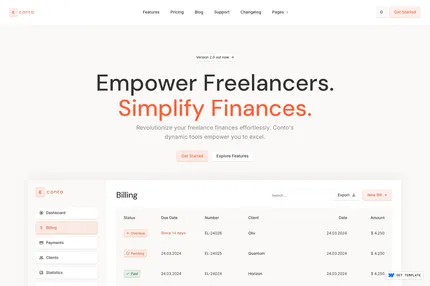 conto
Features Pricing Blog Support Changelog Pages
Get Started
Version 1.0 out now
Empower Freelancers.
Simplify Finances.
Revolutionize your freelance finances effortlessly. Conto's
dynamic tools empower you to excel.
Get Started Explore Features
conto
Billing
Search...
Export
New Bill
Dashboard
Billing
Payments
Clients
Statistics
Status Due Date Number Client Date Amount
Overdue Since 14 days EL-24026 Qby 24.03.2024 $ 4.230
Pending 24.03.2024 EL-24025 Quantum 24.03.2024 $ 4.230
Paid 24.03.2024 EL-24024 Horizon 24.03.2024 $ 4.230
GET TEMPLATE